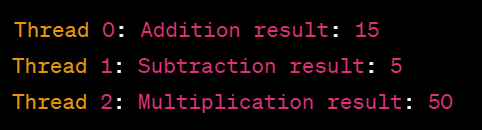 Thread 0: Addition result: 15
Thread 1: Subtraction result: 5
Thread 2: Multiplication result: 50